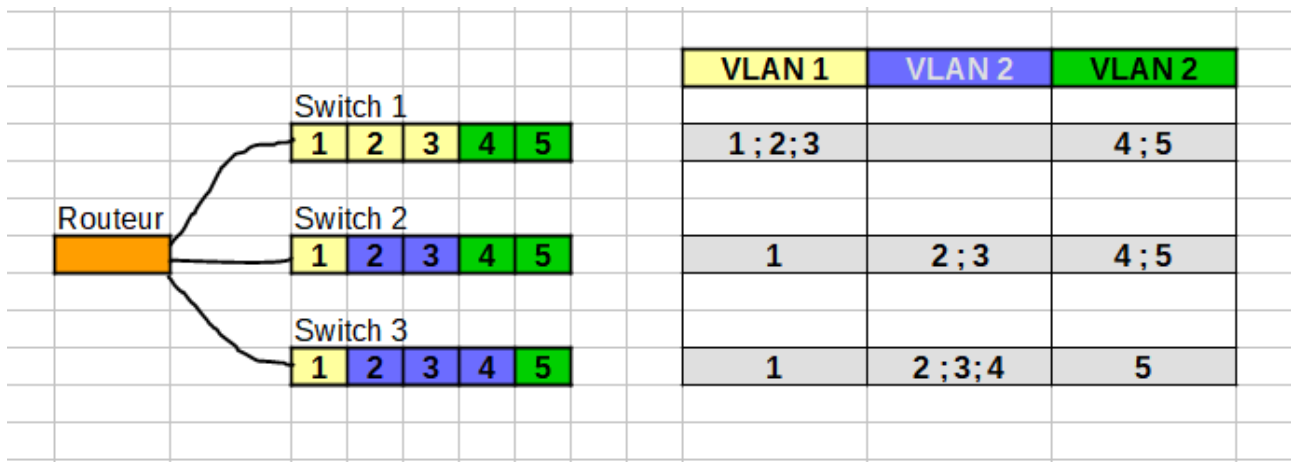 VLAN 1 VLAN 2 VLAN 2
Switch 1
1 2 3 4 5 1 ; 2; 3 4 ; 5
Routeur Switch 2
1 2 3 4 5 1 2 ; 3 4 ; 5
Switch 3
1 2 3 4 5 1 2 ; 3; 4 5